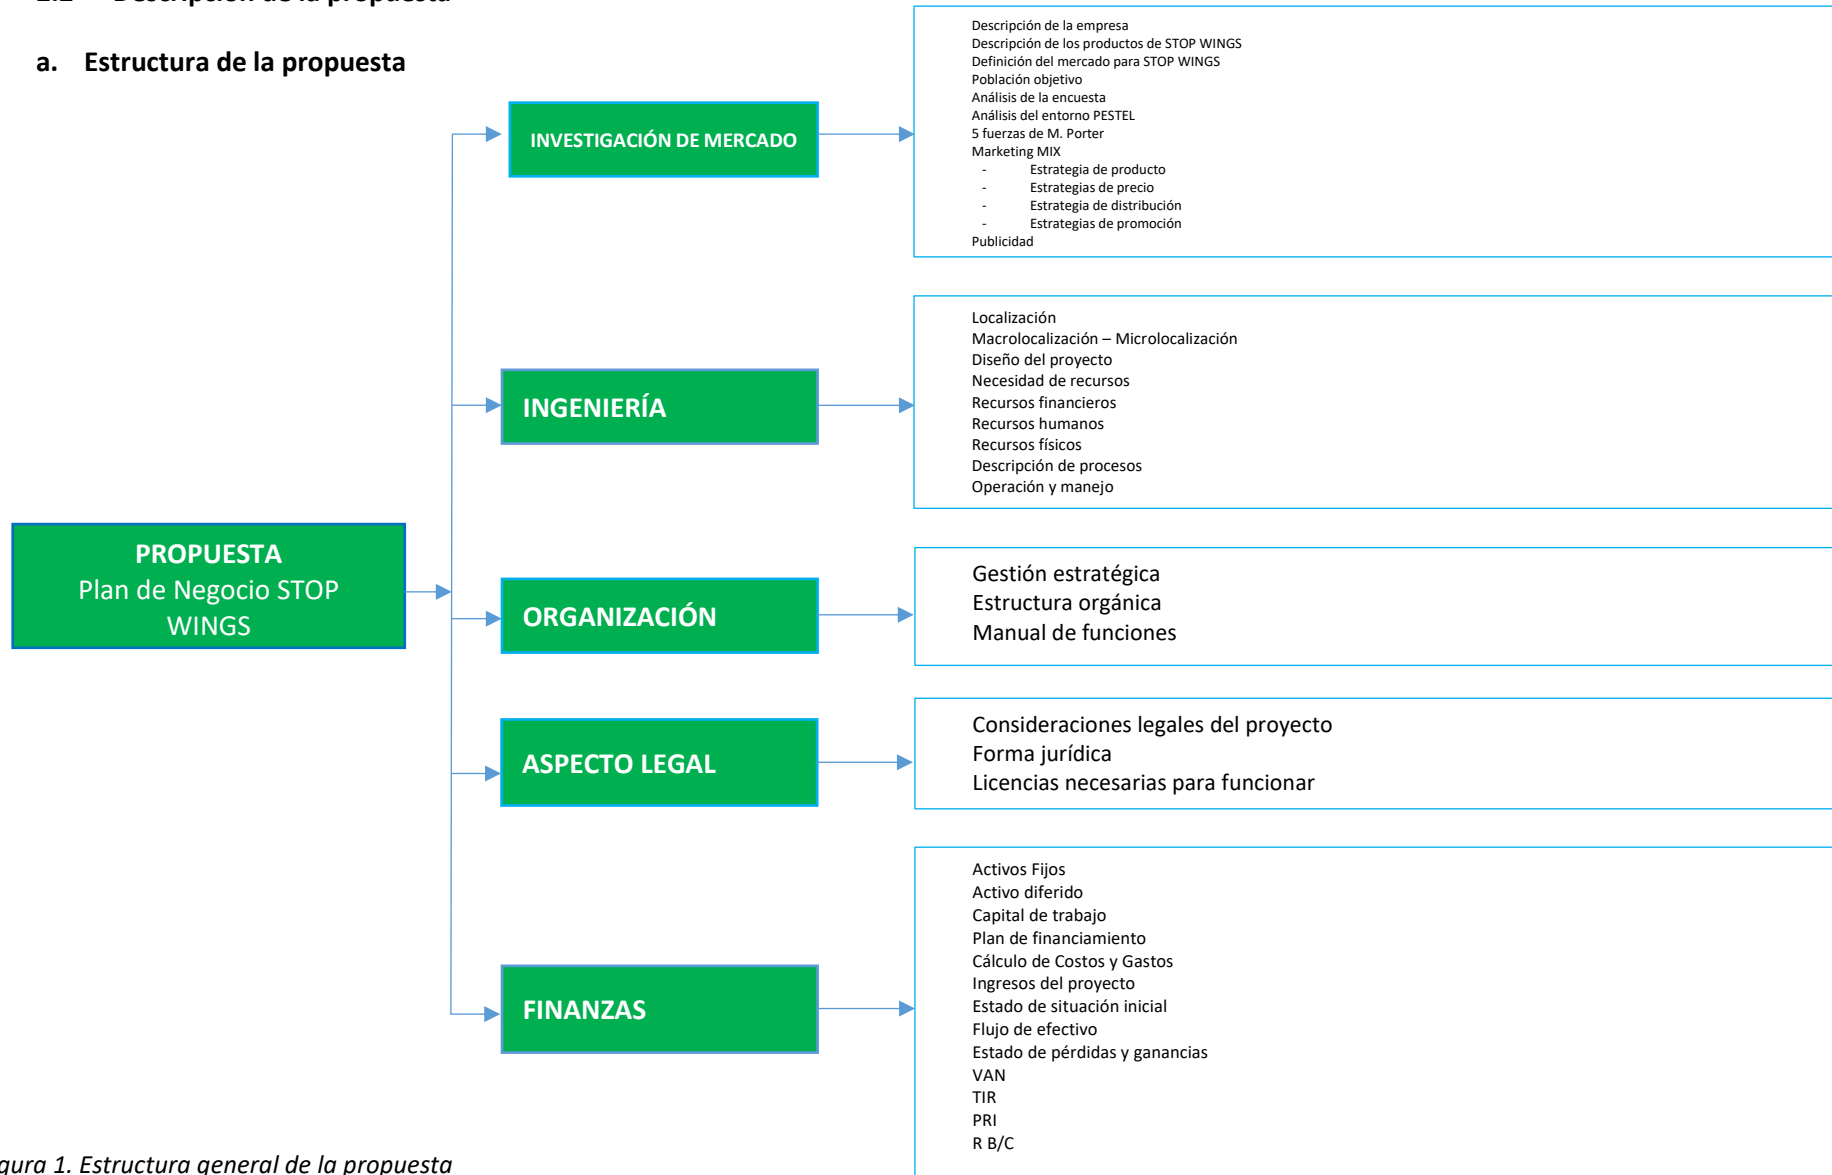 Descripción de la propuesta
a. Estructura de la propuesta
PROPUESTA
Plan de Negocio STOP
WINGS
INVESTIGACIÓN DE MERCADO
Descripción de la empresa
Descripción de los productos de STOP WINGS
Definición del mercado para STOP WINGS
Población objetivo
Análisis de la encuesta
Análisis del entorno PESTEL
5 fuerzas de M. Porter
Marketing MIX
- Estrategia de producto
- Estrategias de precio
- Estrategia de distribución
- Estrategias de promoción
Publicidad
INGENIERÍA
Localización
Macrolocalización – Microlocalización
Diseño del proyecto
Necesidad de recursos
Recursos financieros
Recursos humanos
Recursos físicos
Descripción de procesos
Operación y manejo
ORGANIZACIÓN
Gestión estratégica
Estructura orgánica
Manual de funciones
ASPECTO LEGAL
Consideraciones legales del proyecto
Forma jurídica
Licencias necesarias para funcionar
FINANZAS
Activos Fijos
Activo diferido
Capital de trabajo
Plan de financiamiento
Cálculo de Costos y Gastos
Ingresos del proyecto
Estado de situación inicial
Flujo de efectivo
Estado de pérdidas y ganancias
VAN
TIR
PRI
R B/C
gura 1. Estructura general de la propuesta